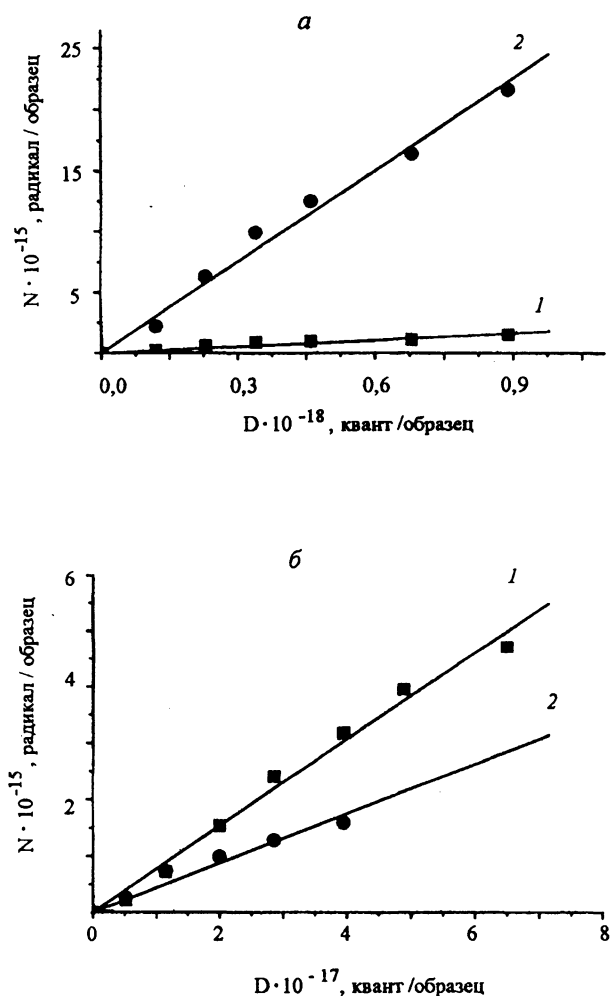 а
25
15
5
N · 10⁻¹⁵, радикал / образец
2
1
0,0 0,3 0,6 0,9
D · 10⁻¹⁸, квант /образец
б
6
4
2
N · 10⁻¹⁵, радикал / образец
1
2
0 2 4 6 8
D · 10⁻¹⁷, квант /образец